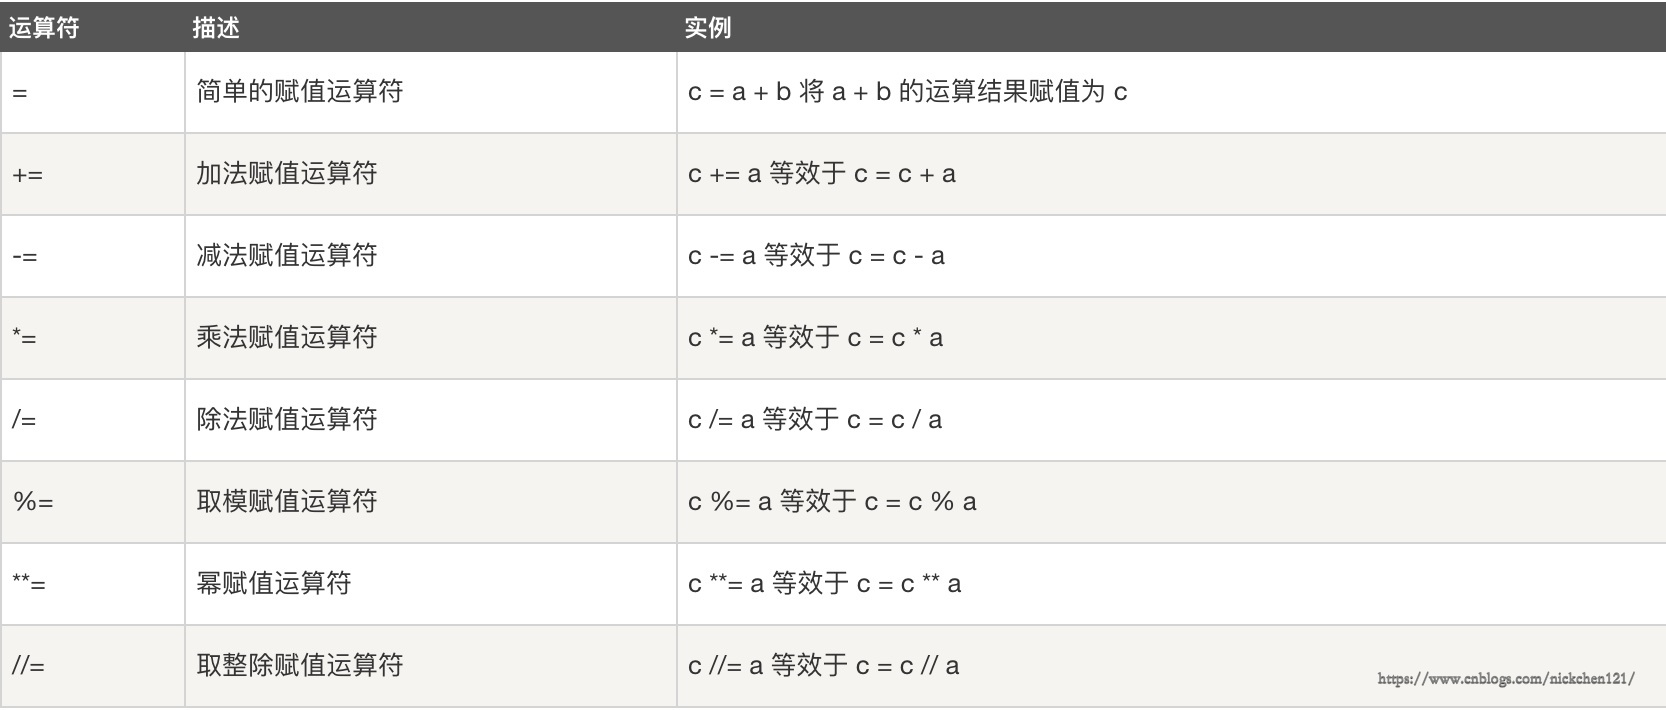 运算符 描述 实例
= 简单的赋值运算符 c = a + b 将 a + b 的运算结果赋值为 c
+= 加法赋值运算符 c += a 等效于 c = c + a
-= 减法赋值运算符 c -= a 等效于 c = c - a
*= 乘法赋值运算符 c *= a 等效于 c = c * a
/= 除法赋值运算符 c /= a 等效于 c = c / a
%= 取模赋值运算符 c %= a 等效于 c = c % a
**= 幂赋值运算符 c **= a 等效于 c = c ** a
//= 取整除赋值运算符 c //= a 等效于 c = c // a
https://www.cnblogs.com/nickchen121/